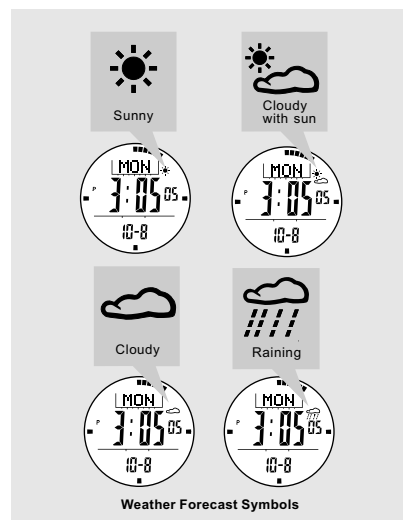 Sunny
Cloudy
with sun
MON
P 3:05 05
10-8
MON
P 3:05 05
10-8
Cloudy
Raining
MON
P 3:05 05
10-8
MON
P 3:05 05
10-8
Weather Forecast Symbols